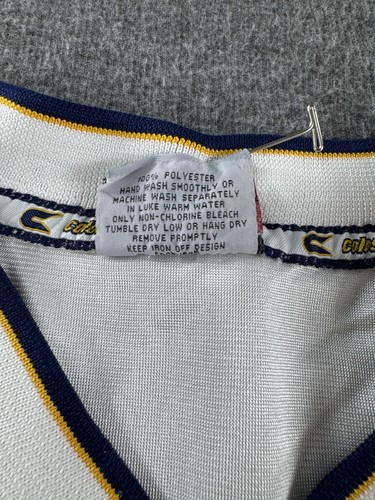 100% POLYESTER
HAND WASH SMOOTHLY OR
MACHINE WASH SEPARATELY
IN LUKE WARM WATER
ONLY NON-CHLORINE BLEACH
TUMBLE DRY LOW OR HANG DRY
REMOVE PROMPTLY
KEEP IRON OFF DESIGN